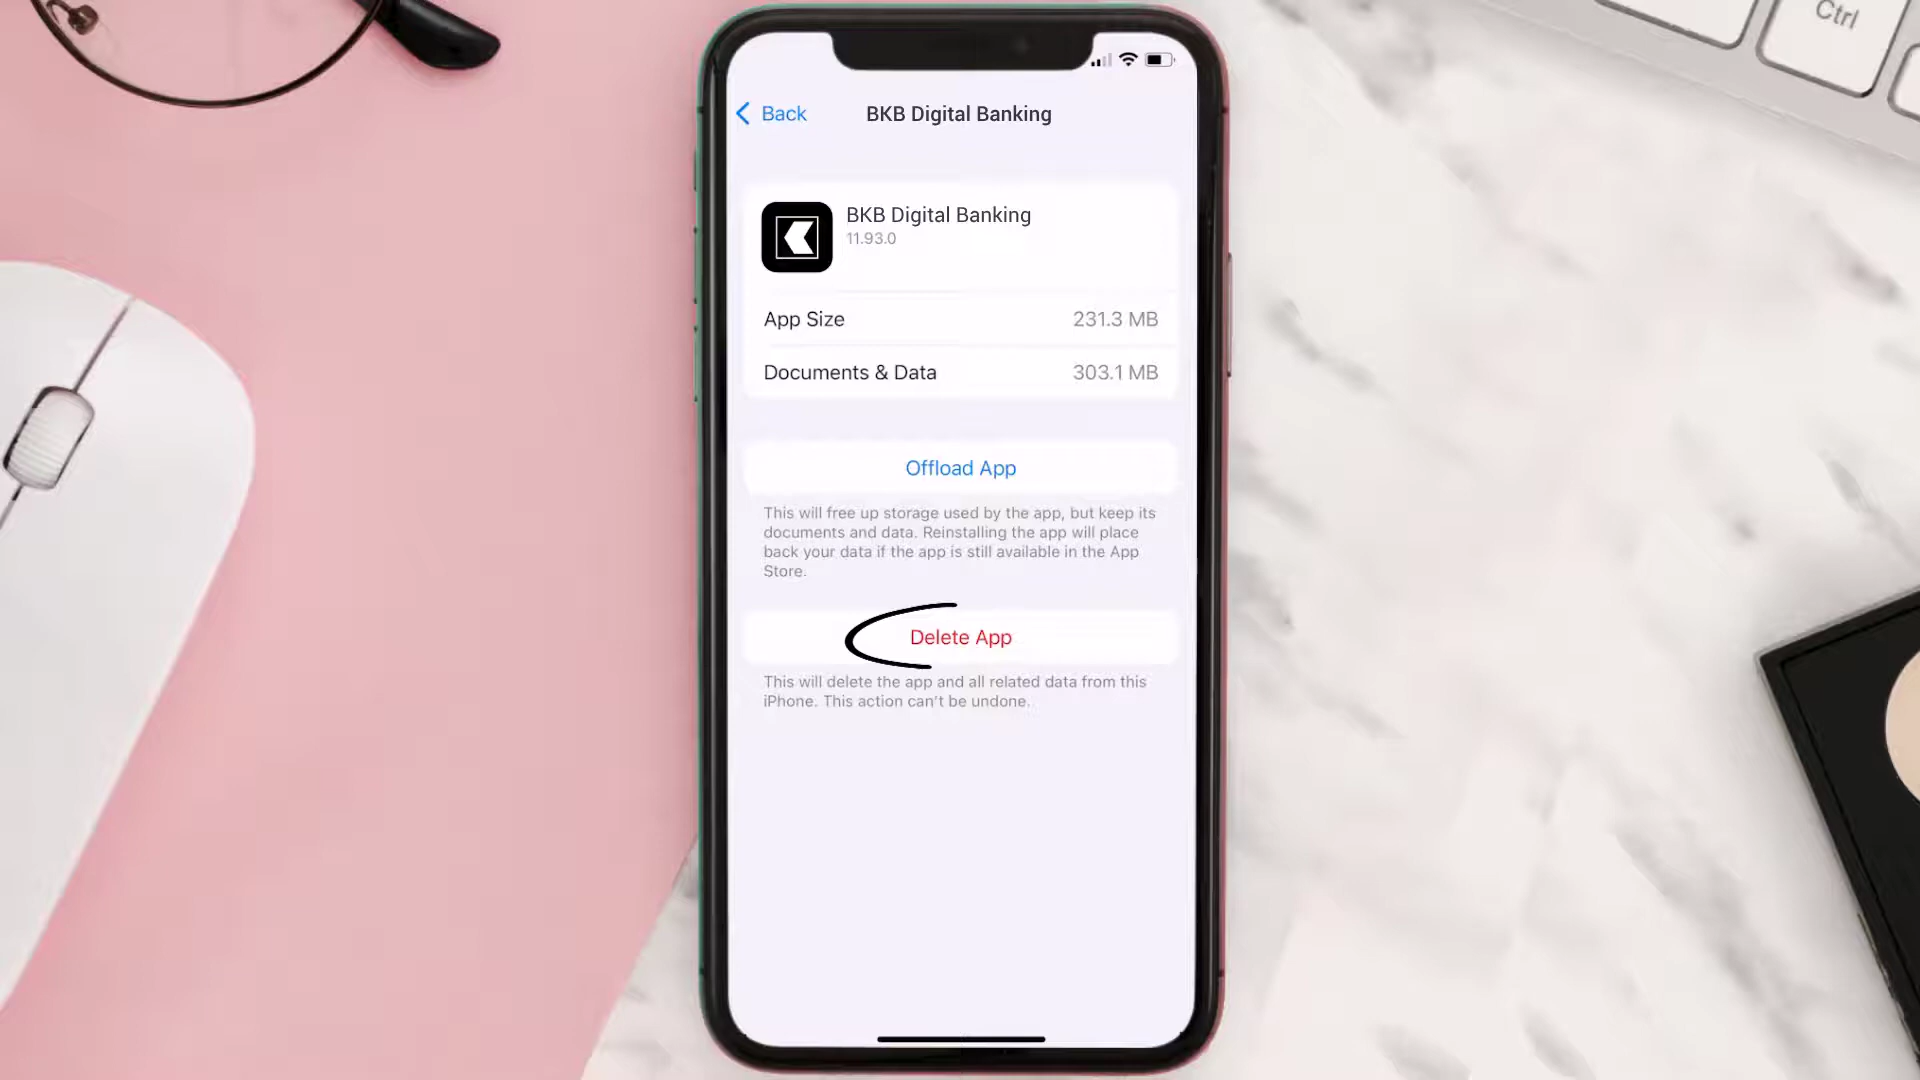 Ctrl
Back
BKB Digital Banking
BKB Digital Banking
11.93.0
App Size
231.3 MB
Documents & Data
303.1 MB
Offload App
This will free up storage used by the app, but keep its
documents and data. Reinstalling the app will place
back your data if the app is still available in the App
Store.
Delete App
This will delete the app and all related data from this
iPhone. This action can't be undone.